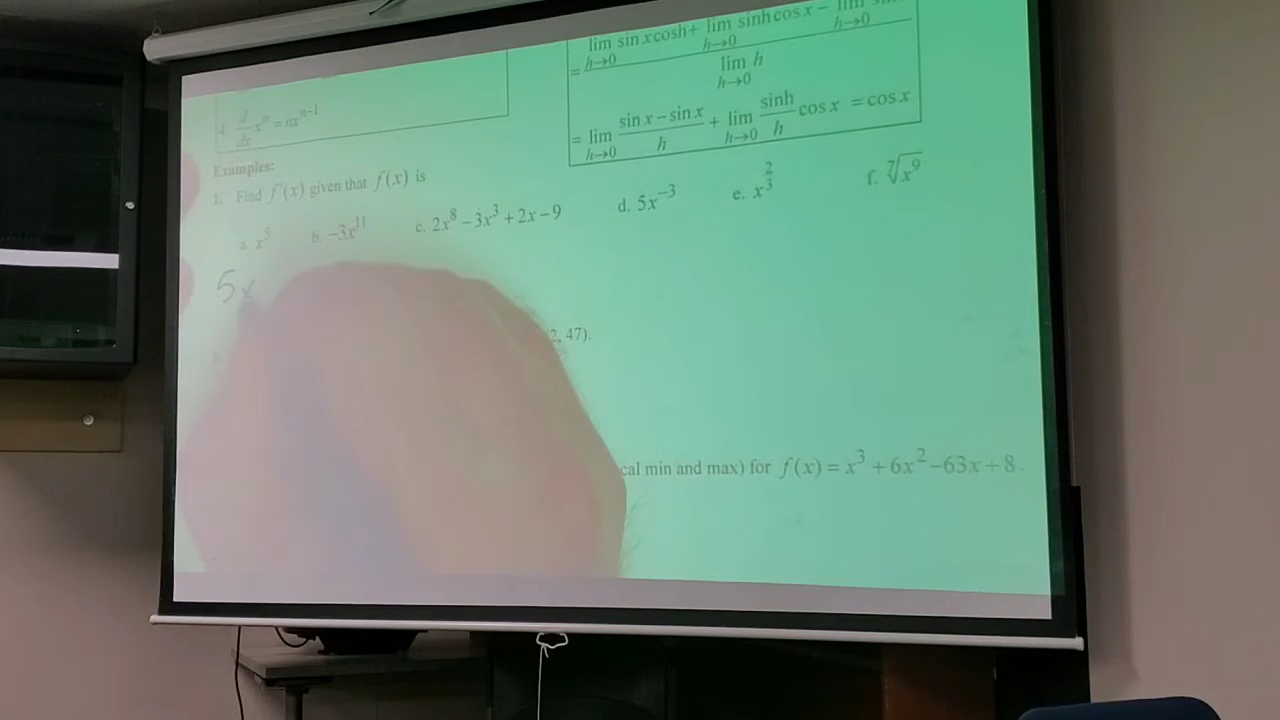 lim sin x cosh + lim sinh cos x − lim
h→0 h→0 h→0
=
lim h
h→0
= lim (sin x − sin x)/h + lim (sinh/h) cos x = cos x
h→0 h→0
4. d/dx xⁿ = nxⁿ⁻¹
Examples:
1. Find f'(x) given that f(x) is
a. x⁵ b. −3x¹¹ c. 2x⁸ − 3x³ + 2x − 9 d. 5x⁻³ e. x^(2/3) f. ⁷√x⁹
5x
2, 47).
cal min and max) for f(x) = x³ + 6x² − 63x + 8.